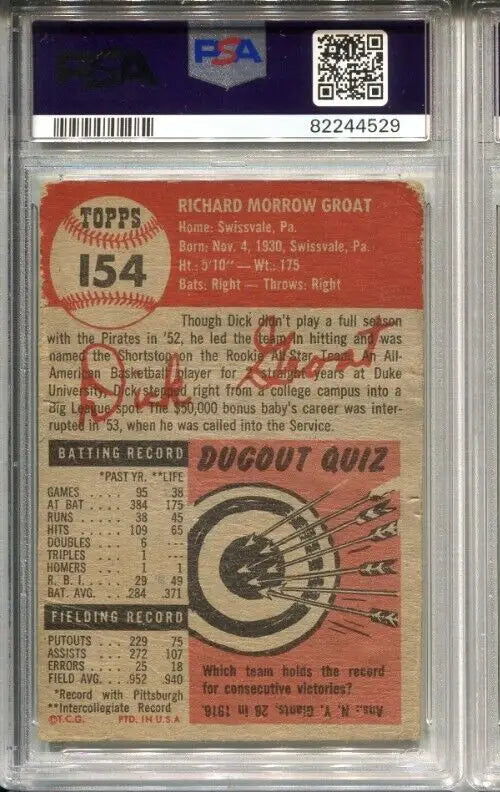 PSA
PSA
82244529
TOPPS
154
RICHARD MORROW GROAT
Home: Swissvale, Pa.
Born: Nov. 4, 1930, Swissvale, Pa.
Ht.: 5'10" — Wt.: 175
Bats: Right — Throws: Right
Though Dick didn't play a full season
with the Pirates in '52, he led the team in hitting and was
named the Shortstop on the Rookie All-Star Team. An All-
American Basketball player for straight years at Duke
University, Dick stepped right from a college campus into a
Big League spot. The $50,000 bonus baby's career was inter-
rupted in '53, when he was called into the Service.
Dick Groat
BATTING RECORD
*PAST YR. **LIFE
GAMES .... 95 38
AT BAT .... 384 175
RUNS .... 38 45
HITS .... 109 65
DOUBLES .. 6 ---
TRIPLES ... 1 ---
HOMERS .. 1 1
R. B. I. .... 29 49
BAT. AVG. .. .284 .371
FIELDING RECORD
PUTOUTS .. 229 75
ASSISTS ... 272 107
ERRORS ... 25 18
FIELD AVG. .. .952 .940
*Record with Pittsburgh
**Intercollegiate Record
©T.C.G. PTD. IN U.S.A
DUGOUT QUIZ
Which team holds the record
for consecutive victories?
Ans.: N. Y. Giants, 26 in 1916.